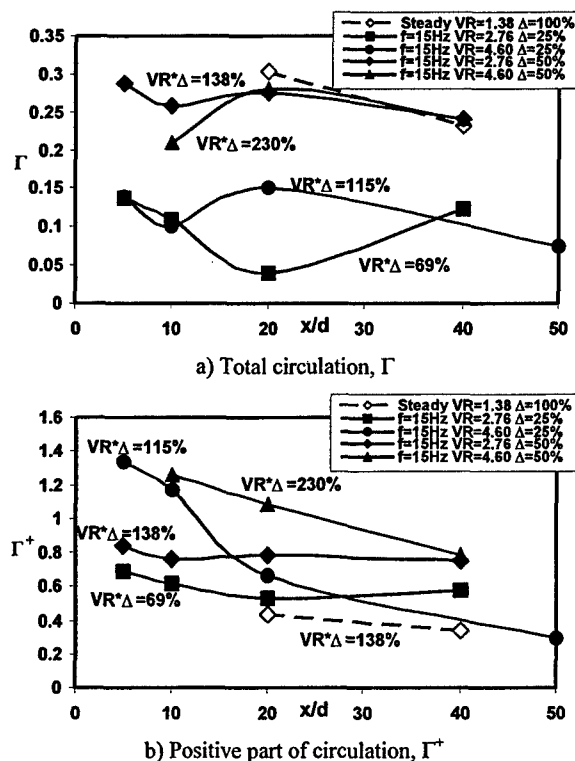 Steady VR=1.38 Δ=100%
f=15Hz VR=2.76 Δ=25%
f=15Hz VR=4.60 Δ=25%
f=15Hz VR=2.76 Δ=50%
f=15Hz VR=4.60 Δ=50%
0.35
0.3
0.25
0.2
0.15
0.1
0.05
0
Γ
VR*Δ=138%
VR*Δ=230%
VR*Δ=115%
VR*Δ=69%
0 10 x/d 20 30 40 50
a) Total circulation, Γ
Steady VR=1.38 Δ=100%
f=15Hz VR=2.76 Δ=25%
f=15Hz VR=4.60 Δ=25%
f=15Hz VR=2.76 Δ=50%
f=15Hz VR=4.60 Δ=50%
1.6
1.4
1.2
1
0.8
0.6
0.4
0.2
0
Γ⁺
VR*Δ=115%
VR*Δ=230%
VR*Δ=138%
VR*Δ=69%
VR*Δ=138%
0 10 x/d 20 30 40 50
b) Positive part of circulation, Γ⁺